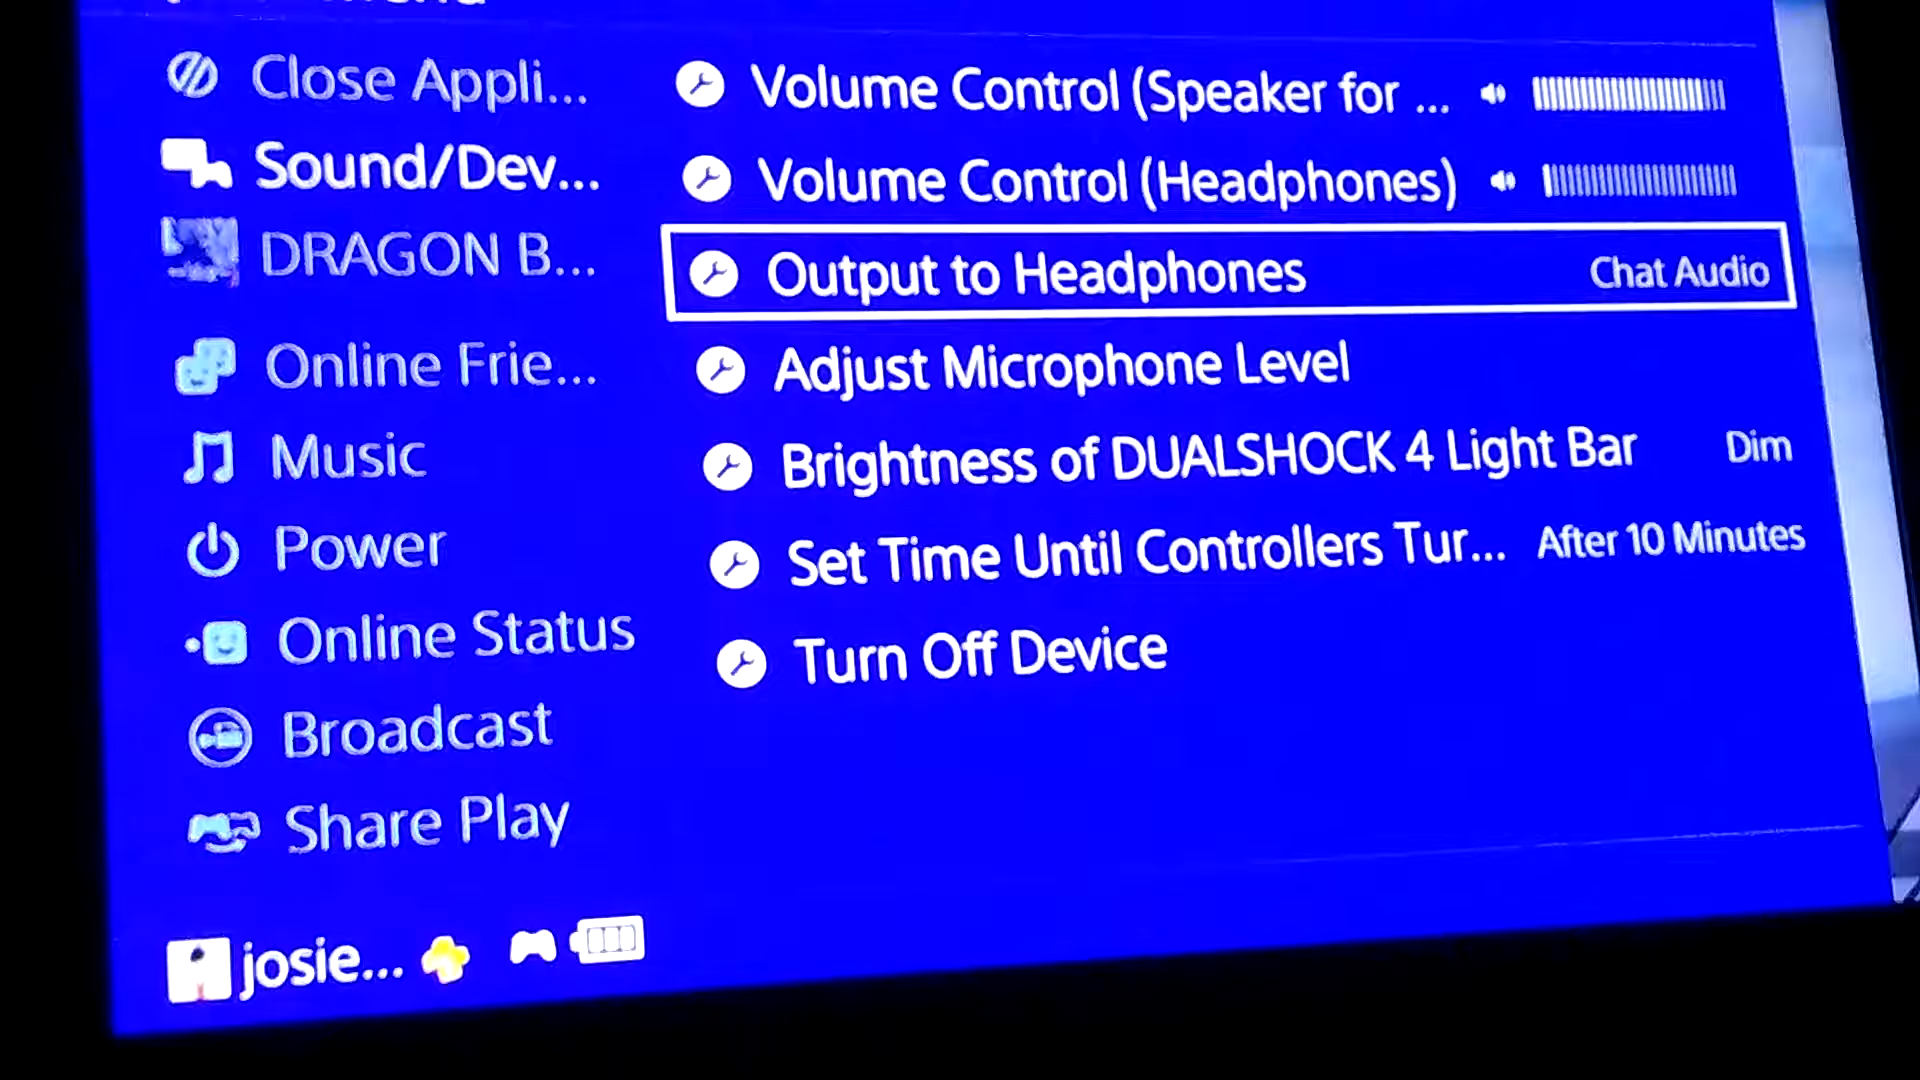 Close Appli...
Sound/Dev...
DRAGON B...
Online Frie...
Music
Power
Online Status
Broadcast
Share Play
Volume Control (Speaker for ...
Volume Control (Headphones)
Output to Headphones Chat Audio
Adjust Microphone Level
Brightness of DUALSHOCK 4 Light Bar Dim
Set Time Until Controllers Tur... After 10 Minutes
Turn Off Device
josie...